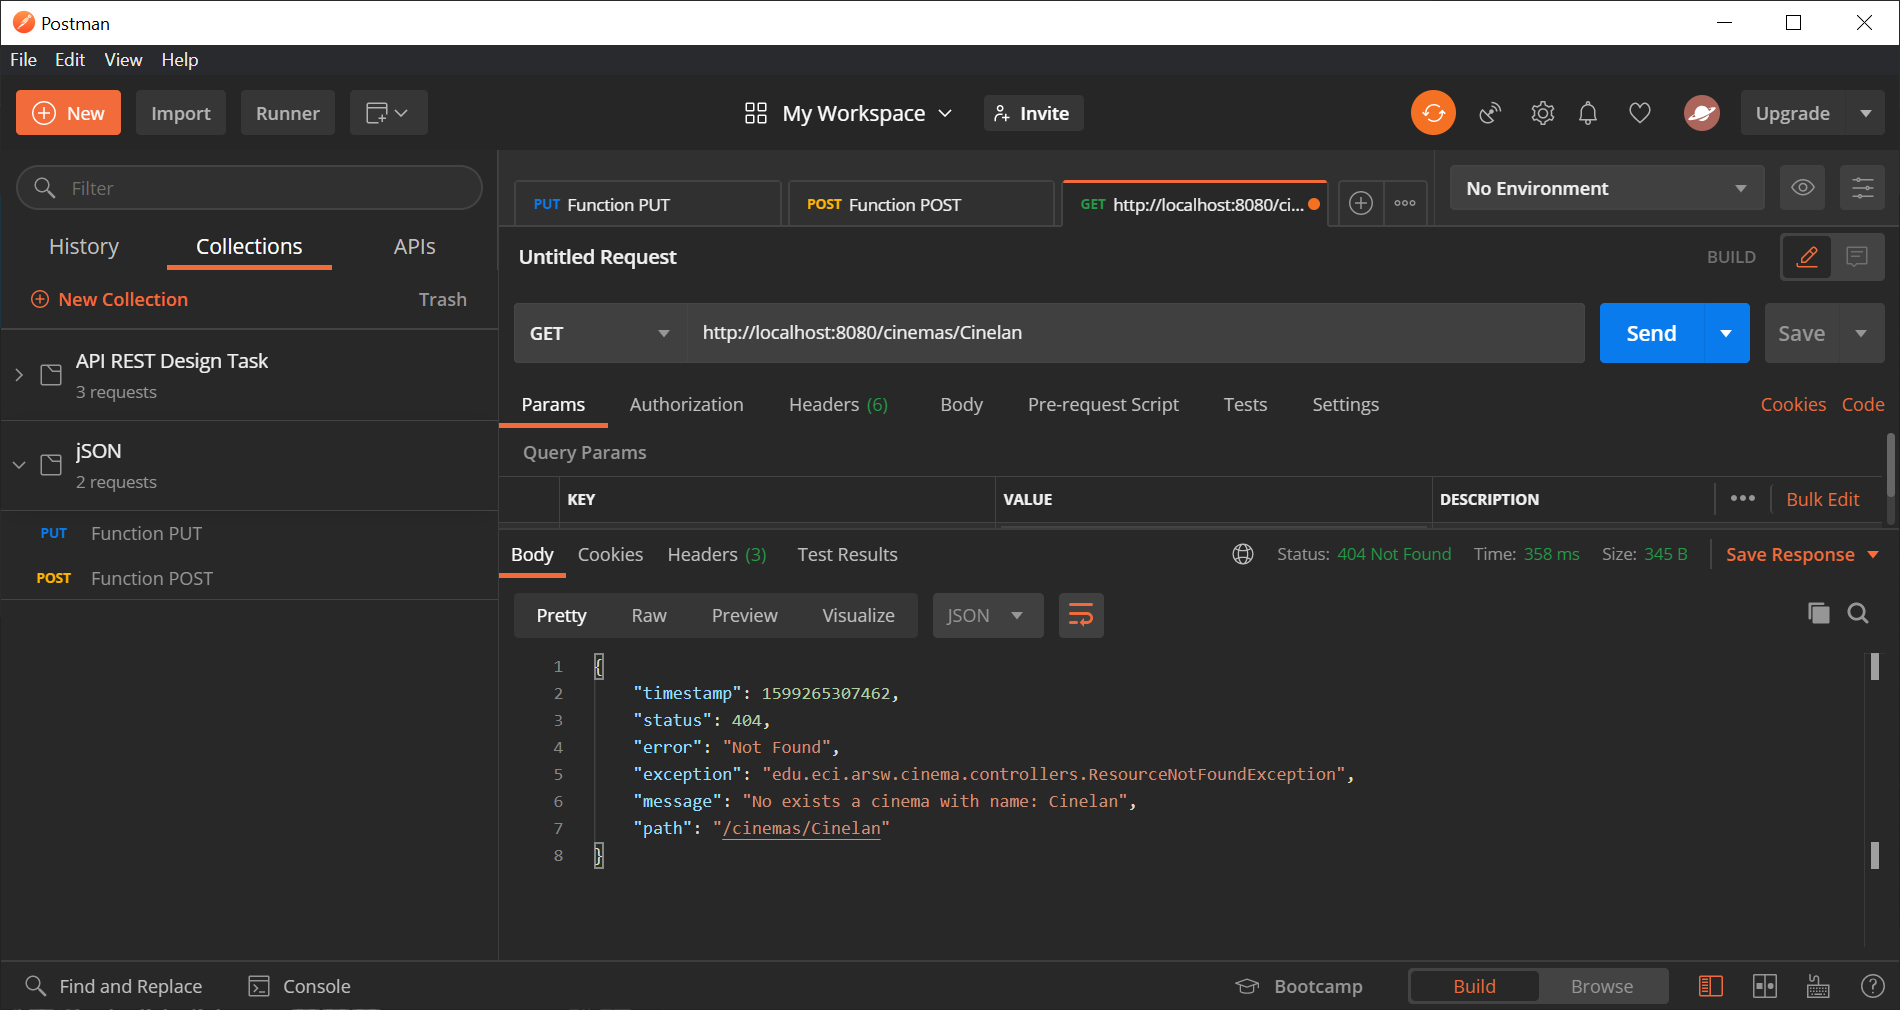 Postman
File Edit View Help
New Import Runner My Workspace Invite Upgrade
Filter
History Collections APIs
New Collection Trash
API REST Design Task
3 requests
jSON
2 requests
PUT Function PUT
POST Function POST
PUT Function PUT POST Function POST GET http://localhost:8080/ci... No Environment
Untitled Request BUILD
GET http://localhost:8080/cinemas/Cinelan Send Save
Params Authorization Headers (6) Body Pre-request Script Tests Settings Cookies Code
Query Params
KEY VALUE DESCRIPTION Bulk Edit
Body Cookies Headers (3) Test Results Status: 404 Not Found Time: 358 ms Size: 345 B Save Response
Pretty Raw Preview Visualize JSON
1 {
2 "timestamp": 1599265307462,
3 "status": 404,
4 "error": "Not Found",
5 "exception": "edu.eci.arsw.cinema.controllers.ResourceNotFoundException",
6 "message": "No exists a cinema with name: Cinelan",
7 "path": "/cinemas/Cinelan"
8 }
Find and Replace Console Bootcamp Build Browse